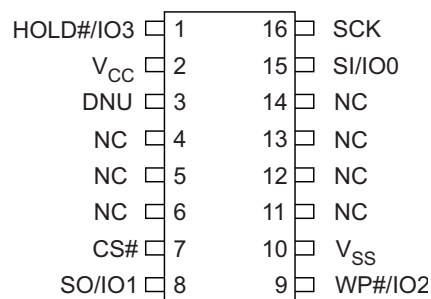 HOLD#/IO3 1 16 SCK
VCC 2 15 SI/IO0
DNU 3 14 NC
NC 4 13 NC
NC 5 12 NC
NC 6 11 NC
CS# 7 10 VSS
SO/IO1 8 9 WP#/IO2